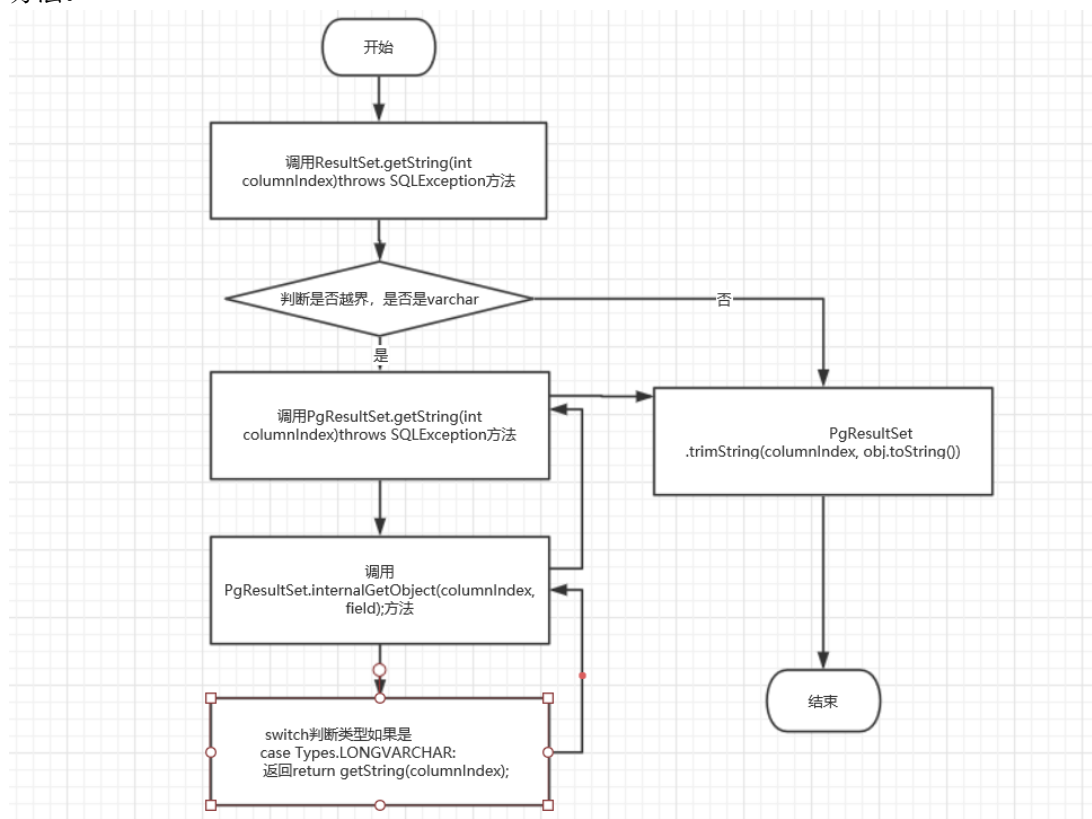 开始
调用ResultSet.getString(int
columnIndex)throws SQLException方法
判断是否越界，是否是varchar
否
是
调用PgResultSet.getString(int
columnIndex)throws SQLException方法
PgResultSet
.trimString(columnIndex, obj.toString())
调用
PgResultSet.internalGetObject(columnIndex,
field);方法
switch判断类型如果是
case Types.LONGVARCHAR:
返回return getString(columnIndex);
结束